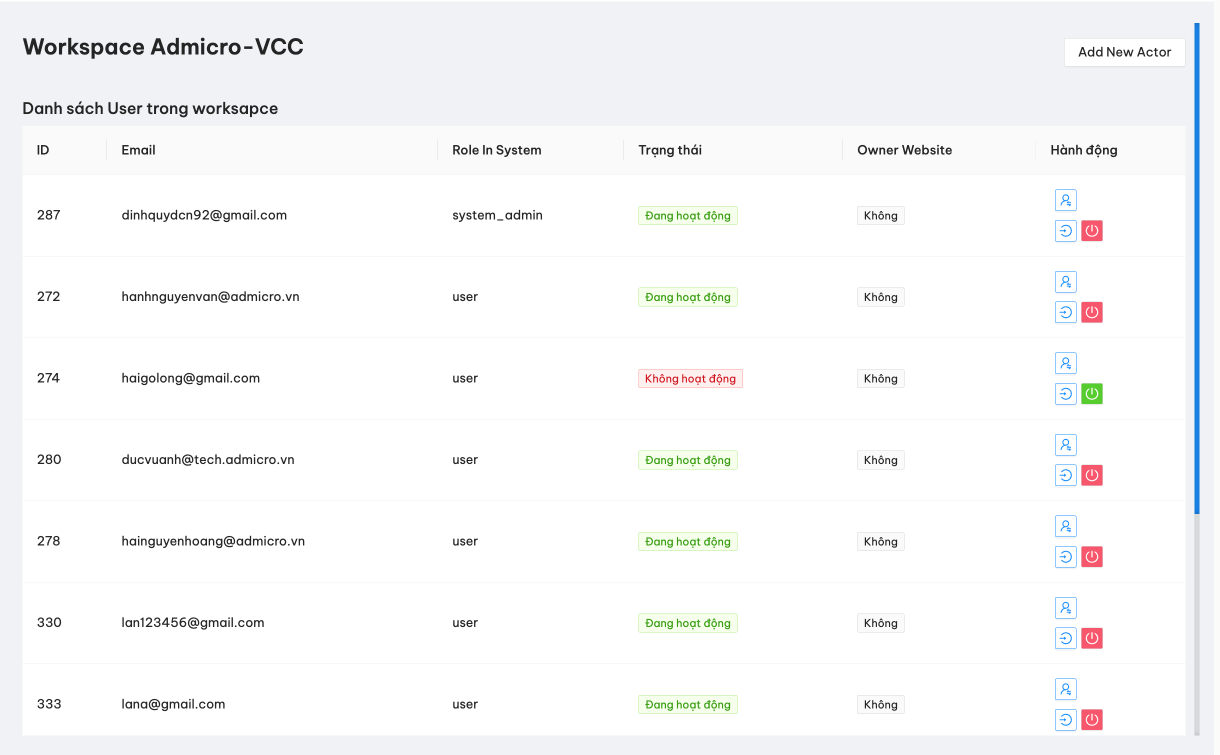 Workspace Admicro-VCC
Add New Actor
Danh sách User trong worksapce
ID Email Role In System Trạng thái Owner Website Hành động
287 dinhquydcn92@gmail.com system_admin Đang hoạt động Không
272 hanhnguyenvan@admicro.vn user Đang hoạt động Không
274 haigolong@gmail.com user Không hoạt động Không
280 ducvuanh@tech.admicro.vn user Đang hoạt động Không
278 hainguyenhoang@admicro.vn user Đang hoạt động Không
330 lan123456@gmail.com user Đang hoạt động Không
333 lana@gmail.com user Đang hoạt động Không